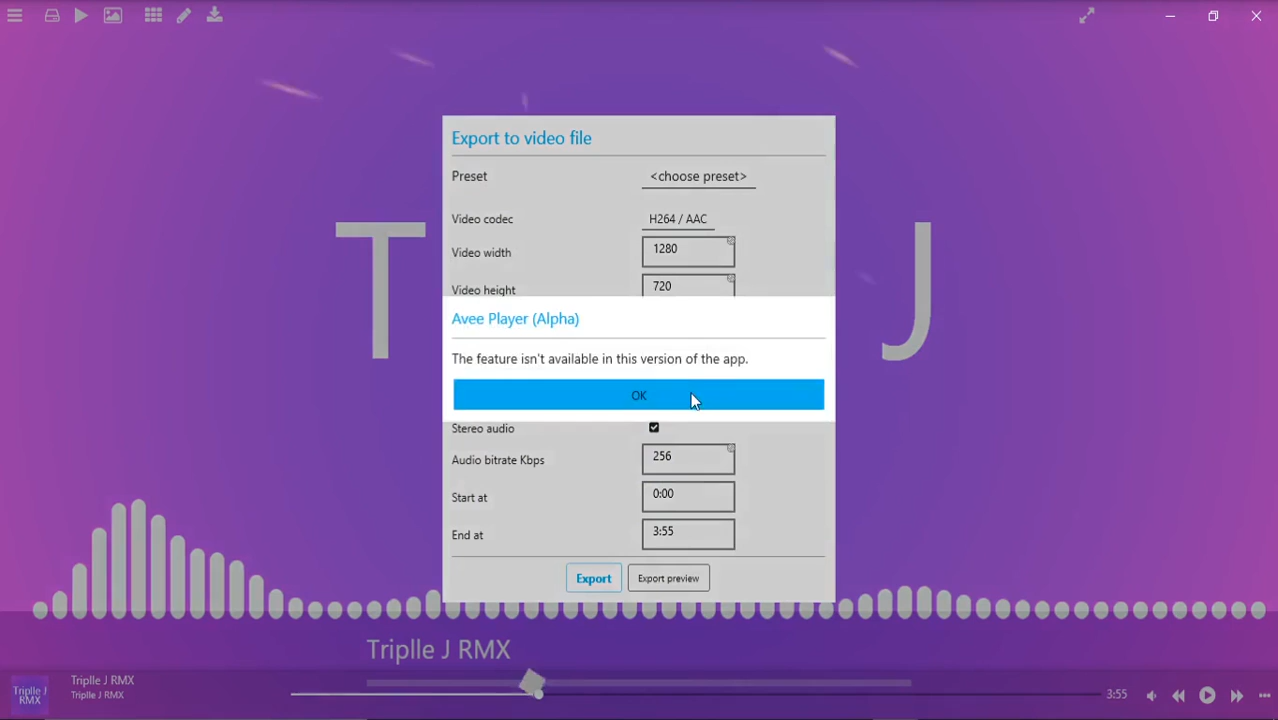 Export to video file
Preset <choose preset>
Video codec H264 / AAC
Video width 1280
Video height 720
T J
Avee Player (Alpha)
The feature isn't available in this version of the app.
OK
Stereo audio
Audio bitrate Kbps 256
Start at 0:00
End at 3:55
Export Export preview
Triplle J RMX
Triplle J
RMX
Triplle J RMX
Triplle J RMX
3:55